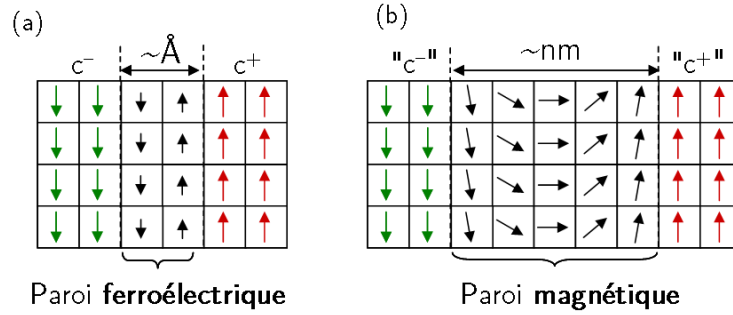 (a)
(b)
~Å
~nm
c⁻
c⁺
"c⁻"
"c⁺"
Paroi ferroélectrique
Paroi magnétique